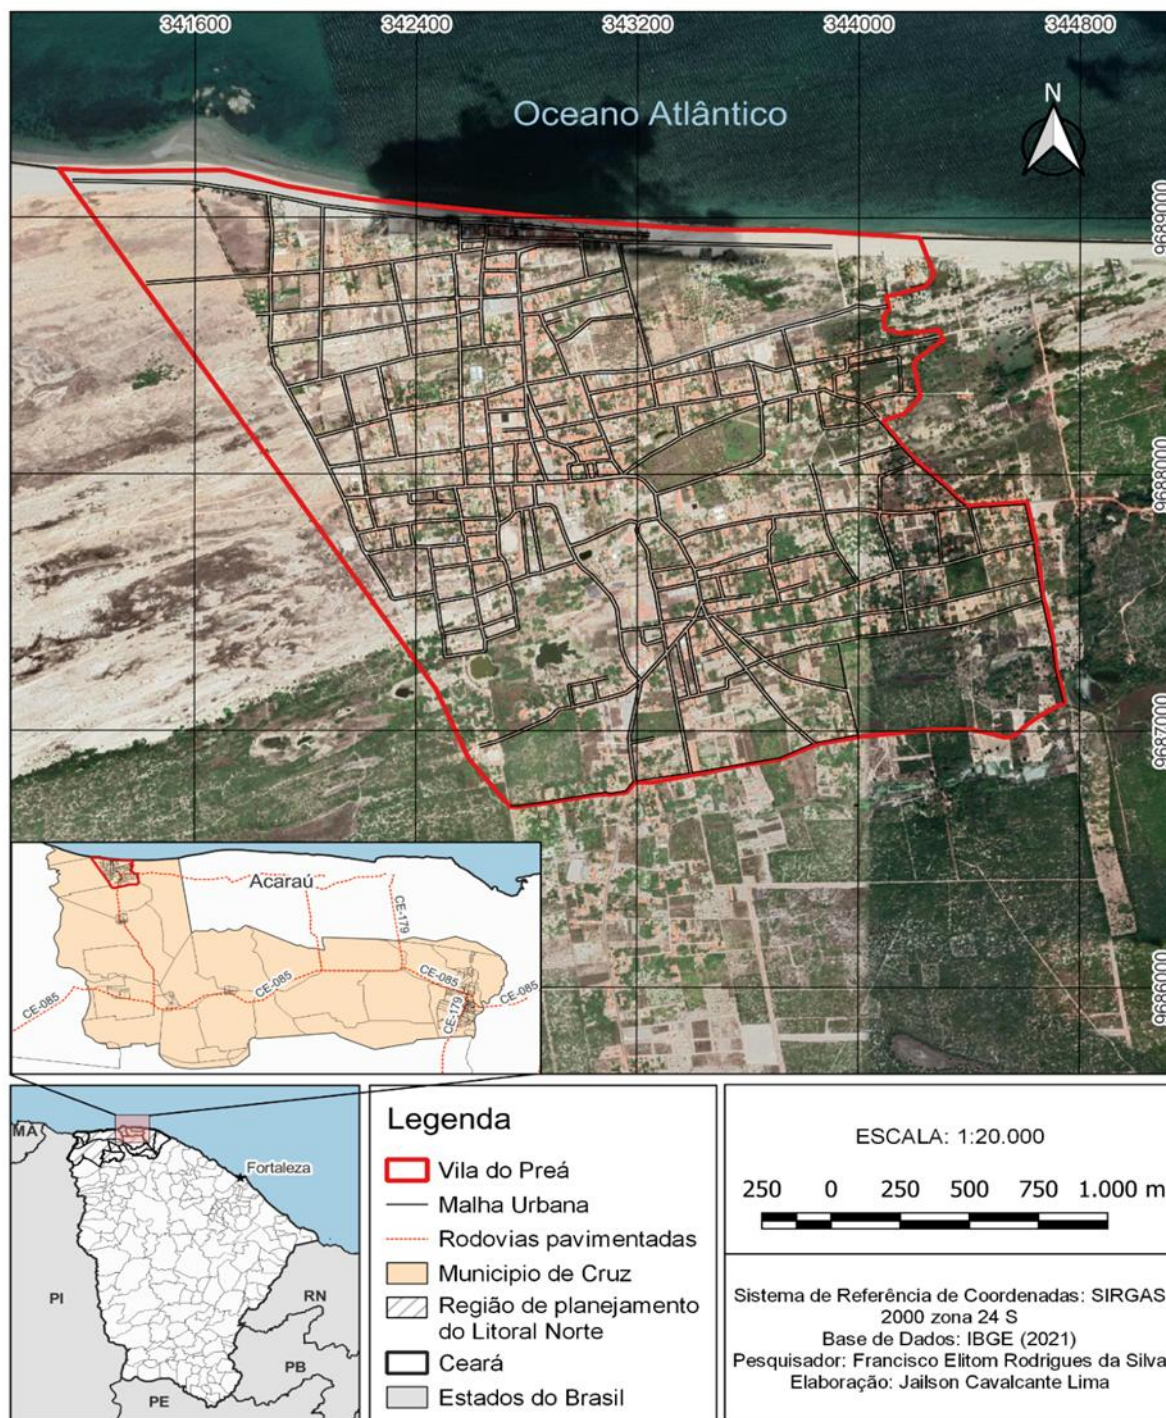 341600
342400
343200
344000
344800
Oceano Atlântico
N
9689000
9688000
9687000
9686000
Acaraú
CE-179
CE-085
CE-085
CE-085
CE-085
CE-179
MA
Fortaleza
PI
RN
PB
PE
Legenda
Vila do Preá
Malha Urbana
Rodovias pavimentadas
Municipio de Cruz
Região de planejamento
do Litoral Norte
Ceará
Estados do Brasil
ESCALA: 1:20.000
250 0 250 500 750 1.000 m
Sistema de Referência de Coordenadas: SIRGAS
2000 zona 24 S
Base de Dados: IBGE (2021)
Pesquisador: Francisco Elitom Rodrigues da Silva
Elaboração: Jailson Cavalcante Lima